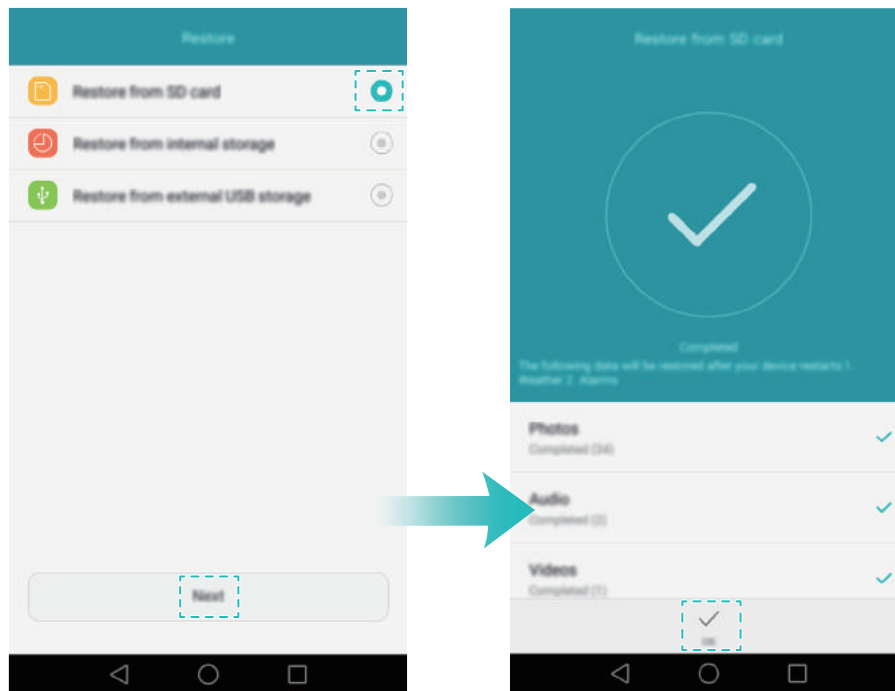 Restore
Restore from SD card
Restore from internal storage
Restore from external USB storage
Next
Restore from SD card
Completed
The following data will be restored after your device restarts:1.
Weather 2. Alarms
Photos
Completed (34)
Audio
Completed (2)
Videos
Completed (1)
OK